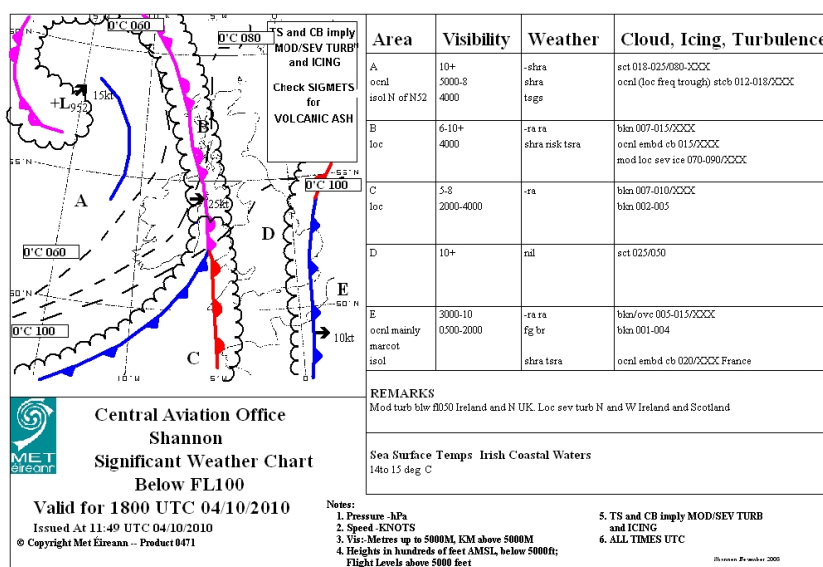 0'C 060
0'C 080
TS and CB imply
MOD/SEV TURB
and ICING
Check SIGMETS
for
VOLCANIC ASH
+L 952
15kt
B
55°N
0'C 100
A
25kt
D
0'C 060
E
50°N
50°N
0'C 100
10kt
C
10°W
5°W
0°
Area Visibility Weather Cloud, Icing, Turbulence
A 10+ -shra sct 018-025/080-XXX
ocnl 5000-8 shra ocnl (loc freq trough) stcb 012-018/XXX
isol N of N52 4000 tsgs
B 6-10+ -ra ra bkn 007-015/XXX
loc 4000 shra risk tsra ocnl embd cb 015/XXX
mod loc sev ice 070-090/XXX
C 5-8 -ra bkn 007-010/XXX
loc 2000-4000 bkn 002-005
D 10+ nil sct 025/050
E 3000-10 -ra ra bkn/ovc 005-015/XXX
ocnl mainly 0500-2000 fg br bkn 001-004
marcot
isol shra tsra ocnl embd cb 020/XXX France
REMARKS
Mod turb blw fl050 Ireland and N UK. Loc sev turb N and W Ireland and Scotland
Sea Surface Temps Irish Coastal Waters
14to 15 deg C
MET
éireann
Central Aviation Office
Shannon
Significant Weather Chart
Below FL100
Valid for 1800 UTC 04/10/2010
Issued At 11:49 UTC 04/10/2010
© Copyright Met Éireann -- Product 0471
Notes:
1. Pressure -hPa
2. Speed -KNOTS
3. Vis:-Metres up to 5000M, KM above 5000M
4. Heights in hundreds of feet AMSL, below 5000ft;
Flight Levels above 5000 feet
5. TS and CB imply MOD/SEV TURB
and ICING
6. ALL TIMES UTC
Shannon